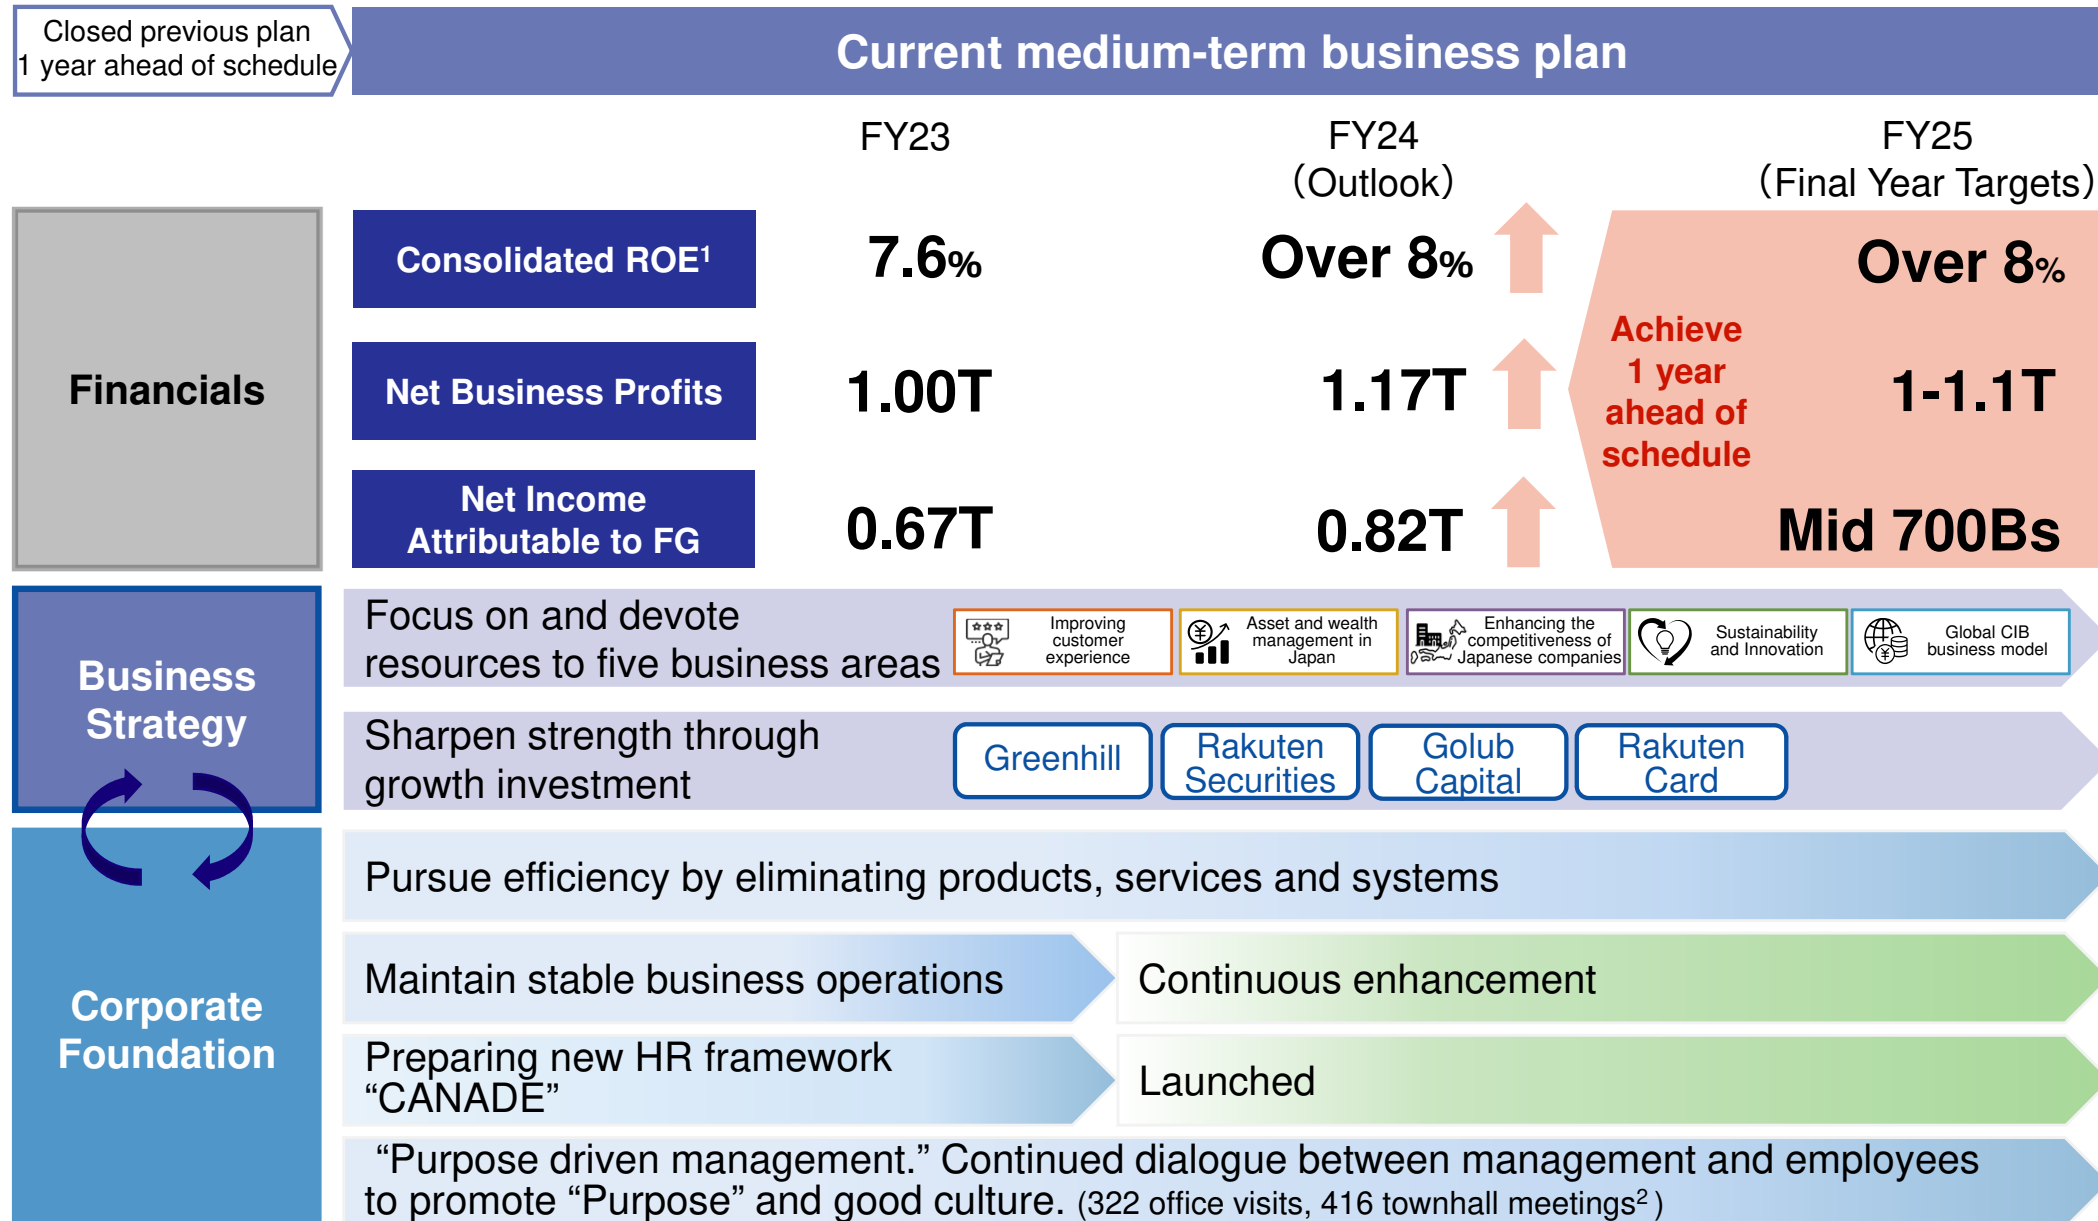 Closed previous plan
1 year ahead of schedule
Current medium-term business plan
FY23
FY24
（Outlook）
FY25
（Final Year Targets）
Financials
Consolidated ROE¹
7.6%
Over 8%
Over 8%
Net Business Profits
1.00T
1.17T
1-1.1T
Achieve
1 year
ahead of
schedule
Net Income
Attributable to FG
0.67T
0.82T
Mid 700Bs
Business
Strategy
Focus on and devote
resources to five business areas
Improving
customer
experience
Asset and wealth
management in
Japan
Enhancing the
competitiveness of
Japanese companies
Sustainability
and Innovation
Global CIB
business model
Sharpen strength through
growth investment
Greenhill
Rakuten
Securities
Golub
Capital
Rakuten
Card
Corporate
Foundation
Pursue efficiency by eliminating products, services and systems
Maintain stable business operations
Continuous enhancement
Preparing new HR framework
“CANADE”
Launched
“Purpose driven management.” Continued dialogue between management and employees
to promote “Purpose” and good culture. (322 office visits, 416 townhall meetings² )